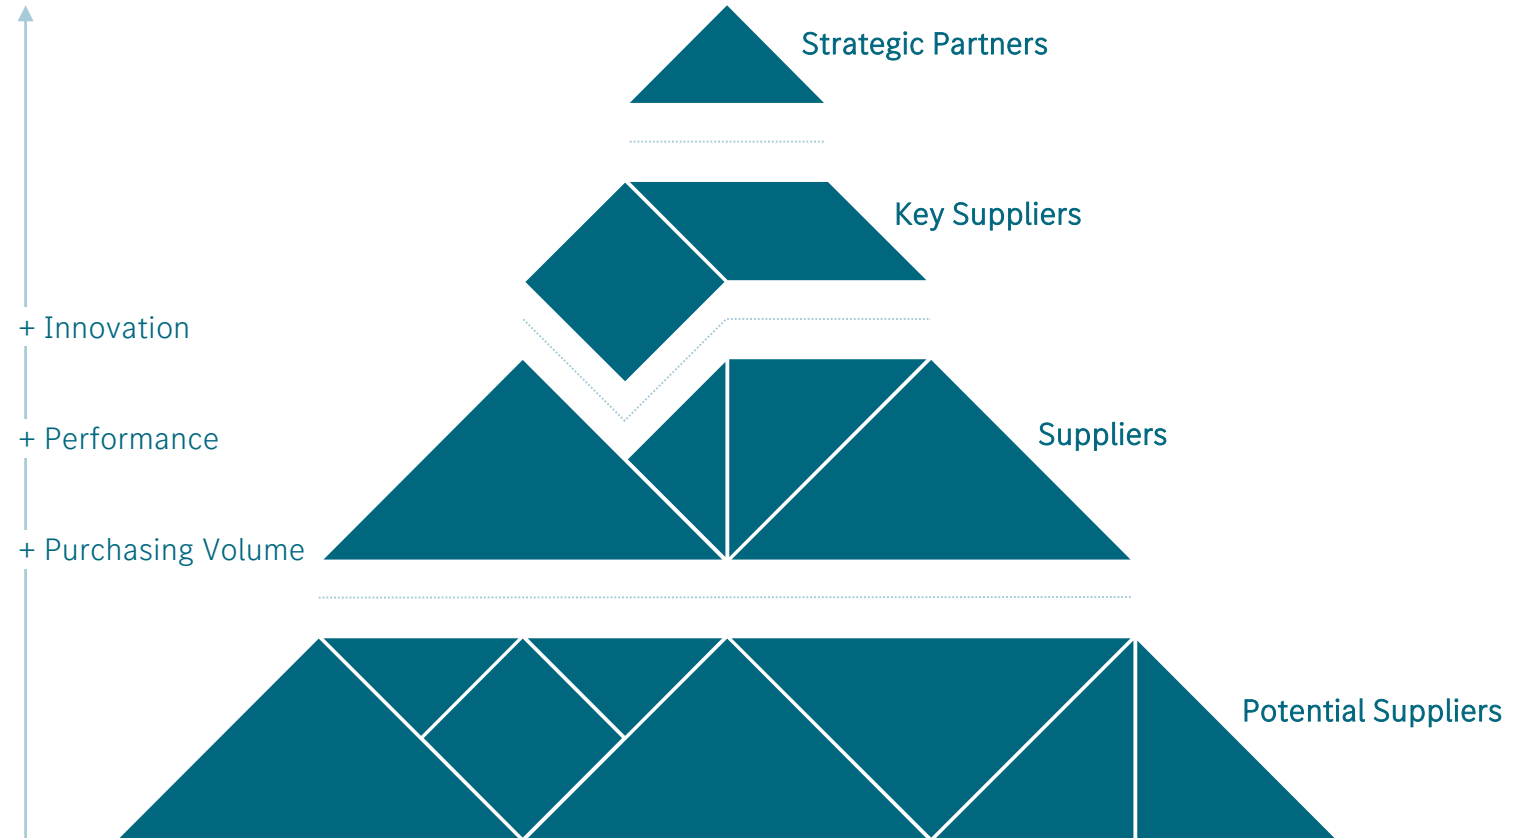 Strategic Partners
Key Suppliers
+ Innovation
+ Performance
Suppliers
+ Purchasing Volume
Potential Suppliers